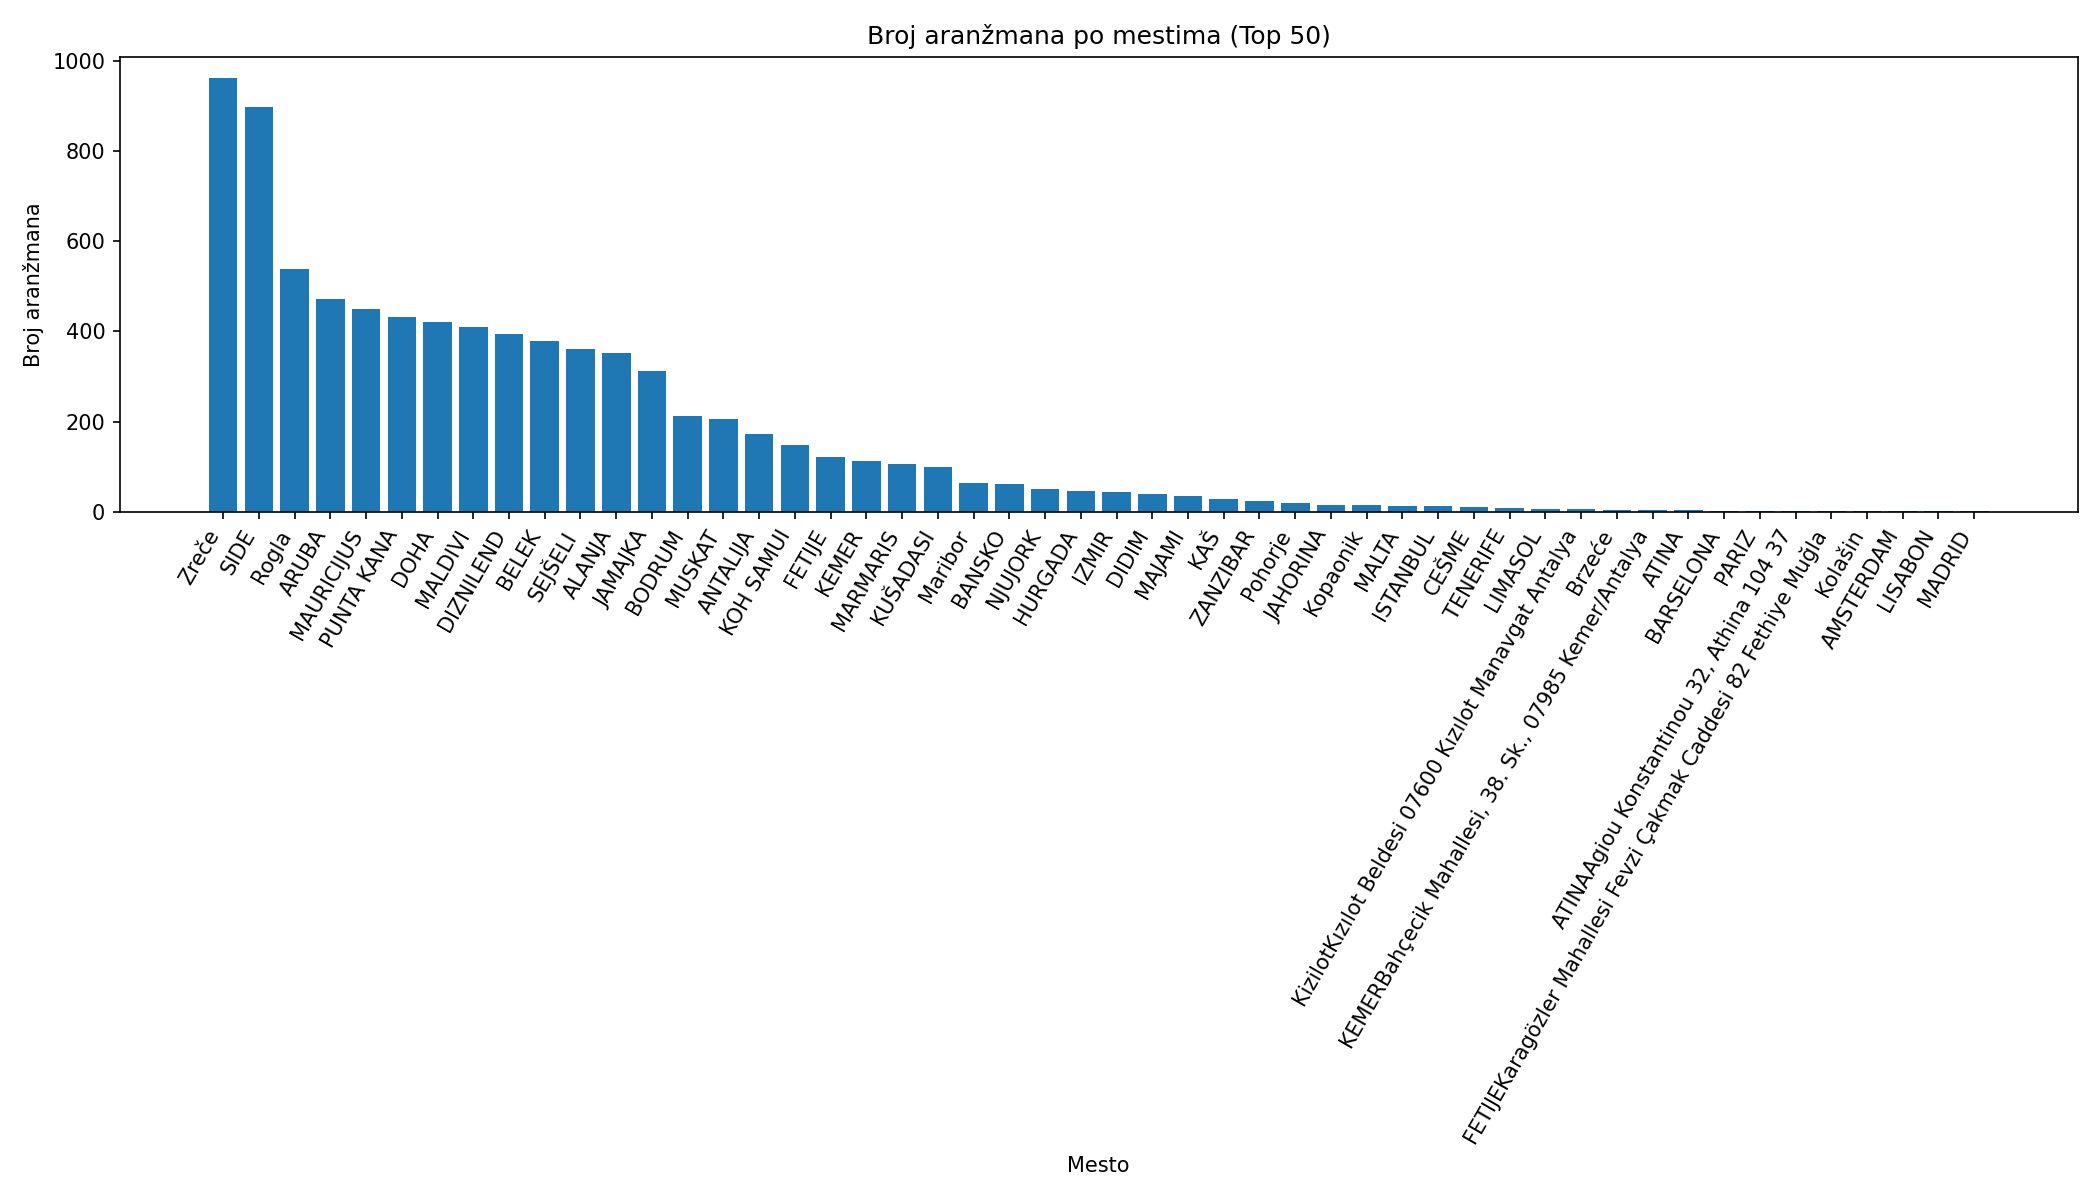 Broj aranžmana po mestima (Top 50)
Broj aranžmana
1000
800
600
400
200
0
Zreče
SIDE
Rogla
ARUBA
MAURICIJUS
PUNTA KANA
DOHA
MALDIVI
DIZNILEND
BELEK
SEJŠELI
ALANJA
JAMAJKA
BODRUM
MUSKAT
ANTALIJA
KOH SAMUI
FETIJE
KEMER
MARMARIS
KUŠADASI
Maribor
BANSKO
NJUJORK
HURGADA
IZMIR
DIDIM
MAJAMI
KAŠ
ZANZIBAR
Pohorje
JAHORINA
Kopaonik
MALTA
ISTANBUL
CEŠME
TENERIFE
LIMASOL
KizilotKızılot Beldesi 07600 Kızılot Manavgat Antalya
Brzeće
KEMERBahçecik Mahallesi, 38. Sk., 07985 Kemer/Antalya
ATINA
BARSELONA
PARIZ
ATINAAgiou Konstantinou 32, Athina 104 37
FETIJEKaragözler Mahallesi Fevzi Çakmak Caddesi 82 Fethiye Muğla
Kolašin
AMSTERDAM
LISABON
MADRID
Mesto